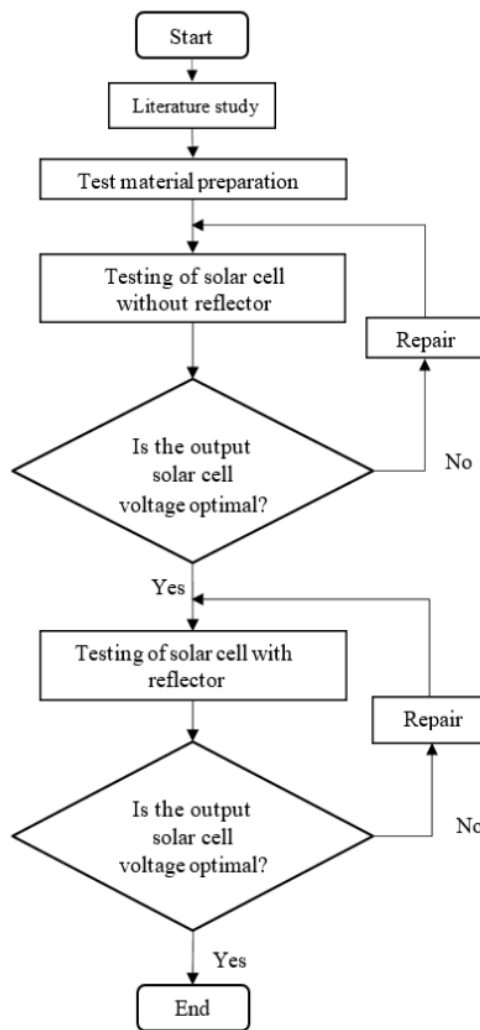 Start
Literature study
Test material preparation
Testing of solar cell
without reflector
Repair
Is the output
solar cell
voltage optimal?
No
Yes
Testing of solar cell with
reflector
Repair
Is the output
solar cell
voltage optimal?
No
Yes
End